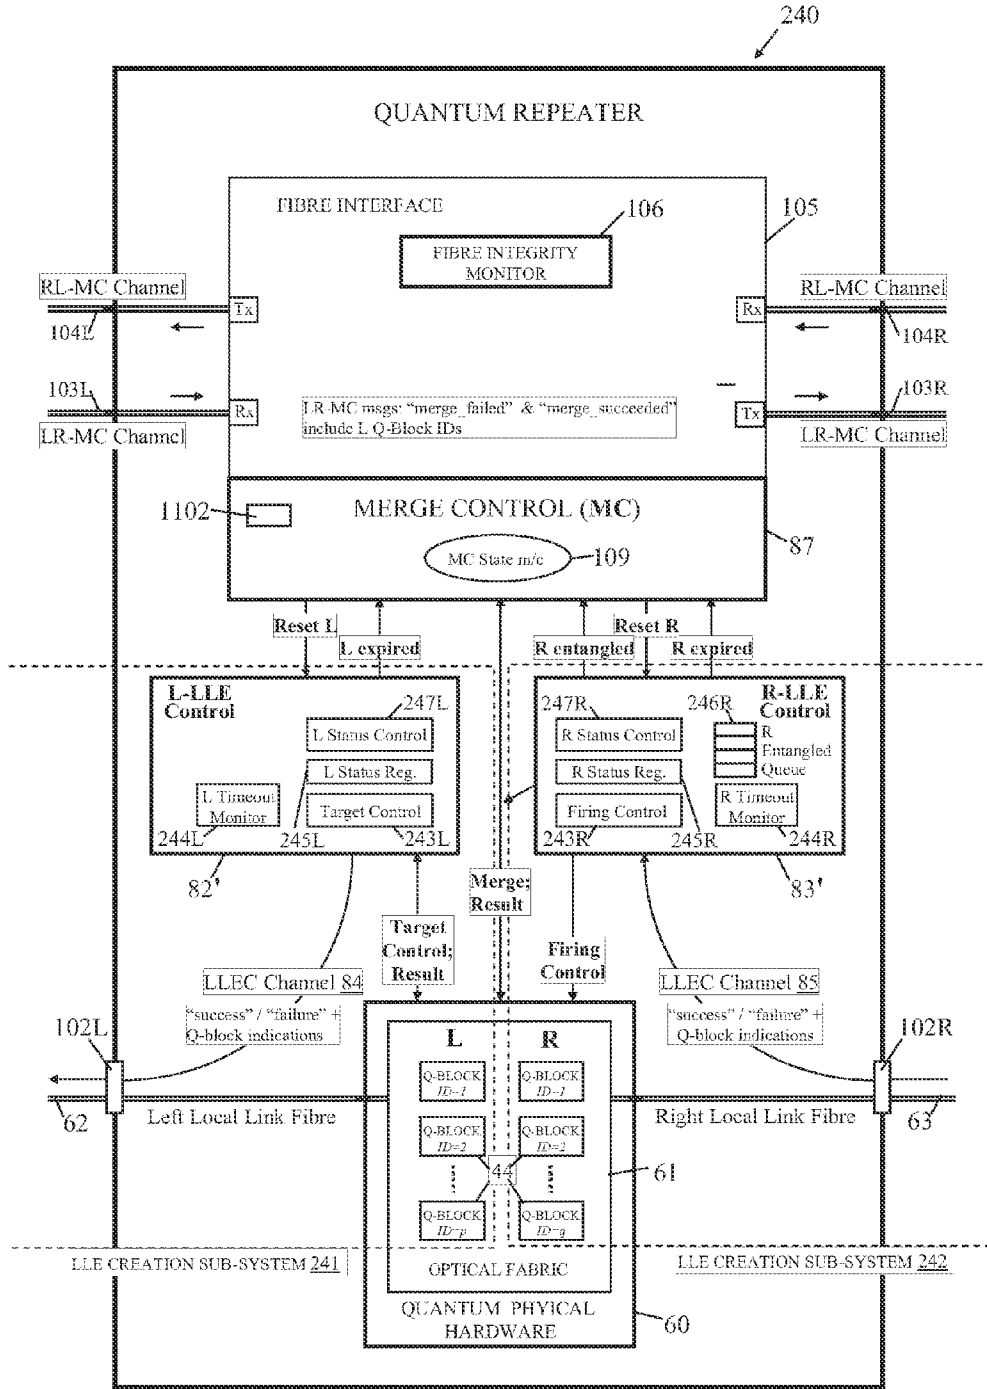 240
QUANTUM REPEATER
FIBRE INTERFACE
106
105
FIBRE INTEGRITY
MONITOR
RL-MC Channel
RL-MC Channel
Tx
Rx
104L
104R
103L
103R
Rx
LR-MC msgs: “merge_failed” & “merge_succeeded”
include L Q-Block IDs
Tx
LR-MC Channel
LR-MC Channel
1102
MERGE CONTROL (MC)
87
MC State m/c
109
Reset L
L expired
R entangled
Reset R
R expired
L-LLE
Control
247L
247R
246R
R-LLE
Control
L Status Control
R Status Control
R
Entangled
Queue
L Status Reg.
R Status Reg.
L Timeout
Monitor
Target Control
Firing Control
R Timeout
Monitor
244L
245L
243L
243R
245R
244R
82'
83'
Merge;
Result
Target
Control;
Result
Firing
Control
LLEC Channel 84
LLEC Channel 85
“success” / “failure” +
Q-block indications
“success” / “failure” +
Q-block indications
102L
102R
L
R
Q-BLOCK
ID=1
Q-BLOCK
ID=1
62
Left Local Link Fibre
Right Local Link Fibre
63
Q-BLOCK
ID=2
Q-BLOCK
ID=2
44
61
Q-BLOCK
ID=p
Q-BLOCK
ID=q
LLE CREATION SUB-SYSTEM 241
OPTICAL FABRIC
LLE CREATION SUB-SYSTEM 242
QUANTUM PHYICAL
HARDWARE
60